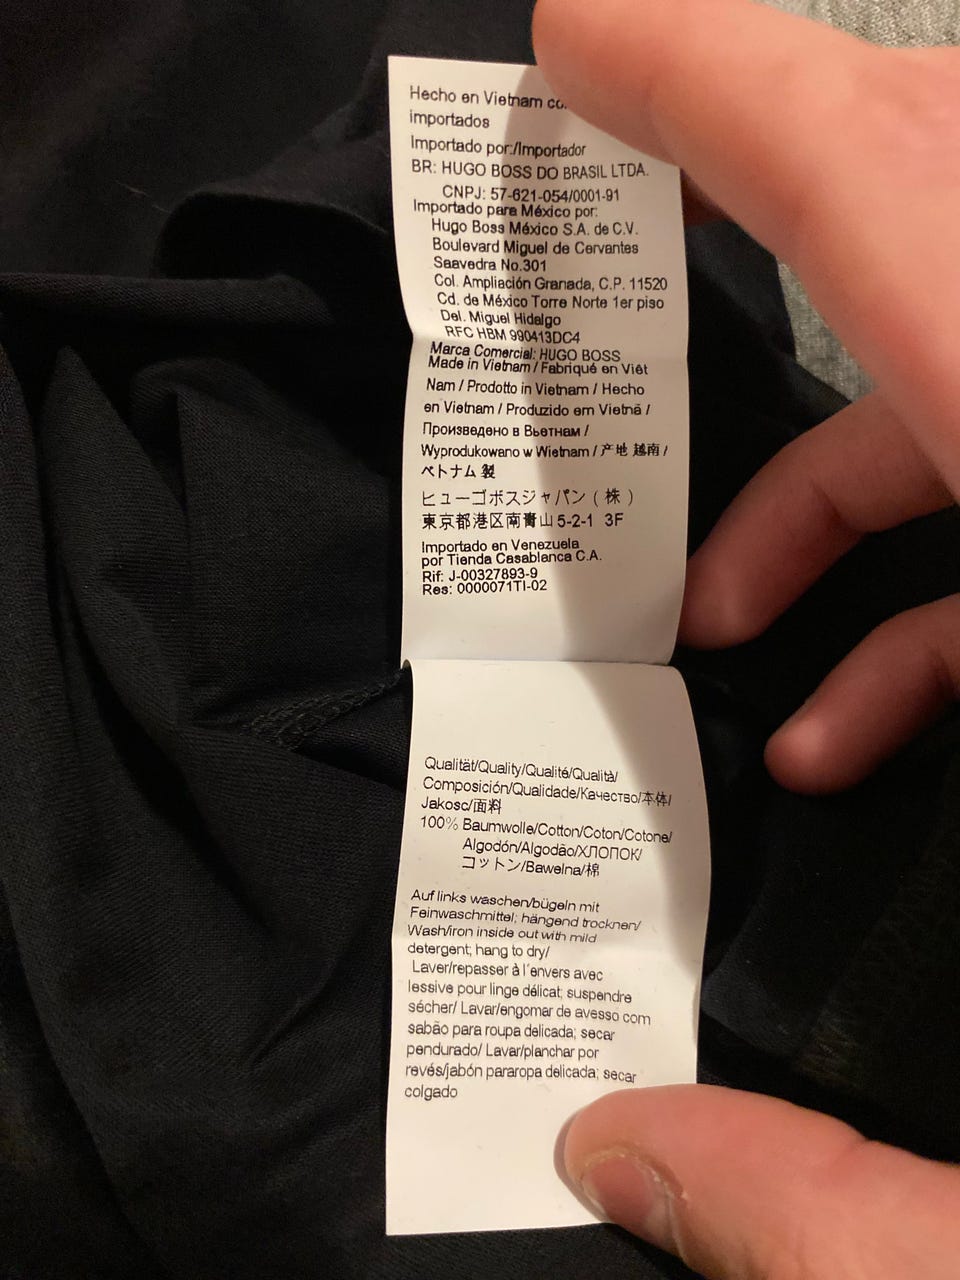 Hecho en Vietnam
importados
Importado por:/Importador
BR: HUGO BOSS DO BRASIL LTDA.
CNPJ: 57-621-054/0001-91
Importado para México por:
Hugo Boss México S.A. de C.V.
Boulevard Miguel de Cervantes
Saavedra No.301
Col. Ampliación Granada, C.P. 11520
Cd. de México Torre Norte 1er piso
Del. Miguel Hidalgo
RFC HBM 990413DC4
Marca Comercial: HUGO BOSS
Made in Vietnam / Fabriqué en Viêt
Nam / Prodotto in Vietnam / Hecho
en Vietnam / Produzido em Vietnã /
Произведено в Вьетнам /
Wyprodukowano w Wietnam / 产地 越南 /
ベトナム 製
ヒューゴボスジャパン ( 株 )
東京都港区南青山 5-2-1 3F
Importado en Venezuela
por Tienda Casablanca C.A.
Rif: J-00327893-9
Res: 0000071TI-02
Qualität/Quality/Qualité/Qualità/
Composición/Qualidade/Качество/本体/
Jakosc/面料
100% Baumwolle/Cotton/Coton/Cotone/
Algodón/Algodão/ХЛОПОК/
コットン/Bawelna/棉
Auf links waschen/bügeln mit
Feinwaschmittel; hängend trocknen/
Wash/iron inside out with mild
detergent; hang to dry/
Laver/repasser à l´envers avec
lessive pour linge délicat; suspendre
sécher/ Lavar/engomar de avesso com
sabão para roupa delicada; secar
pendurado/ Lavar/planchar por
revés/jabón pararopa delicada; secar
colgado